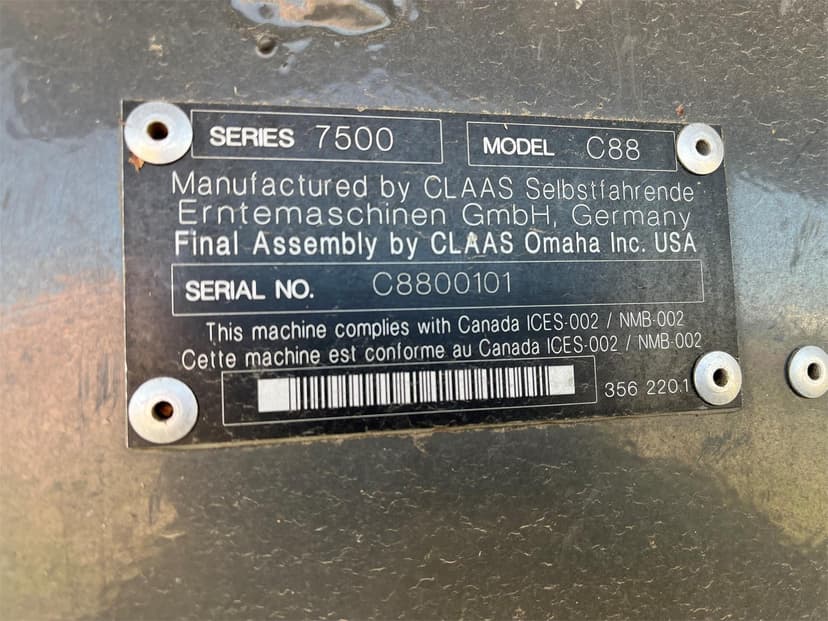 SERIES 7500 MODEL C88
Manufactured by CLAAS Selbstfahrende
Erntemaschinen GmbH, Germany
Final Assembly by CLAAS Omaha Inc. USA
SERIAL NO. C8800101
This machine complies with Canada ICES-002 / NMB-002
Cette machine est conforme au Canada ICES-002 / NMB-002
356 220.1